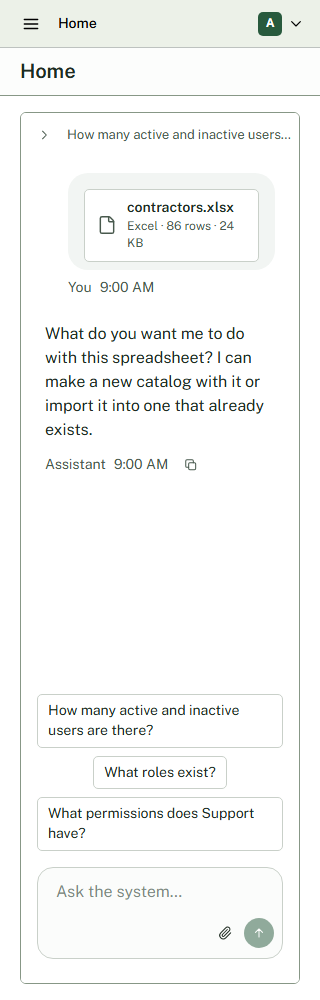 Home
A
Home
How many active and inactive users...
contractors.xlsx
Excel · 86 rows · 24
KB
You 9:00 AM
What do you want me to do
with this spreadsheet? I can
make a new catalog with it or
import it into one that already
exists.
Assistant 9:00 AM
How many active and inactive
users are there?
What roles exist?
What permissions does Support
have?
Ask the system...